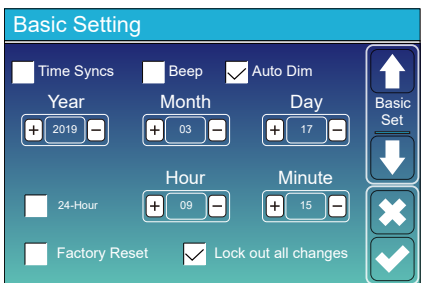 Basic Setting
Time Syncs Beep Auto Dim
Year Month Day
Basic Set
+ 2019 − + 03 − + 17 −
Hour Minute
24-Hour + 09 − + 15 −
Factory Reset Lock out all changes